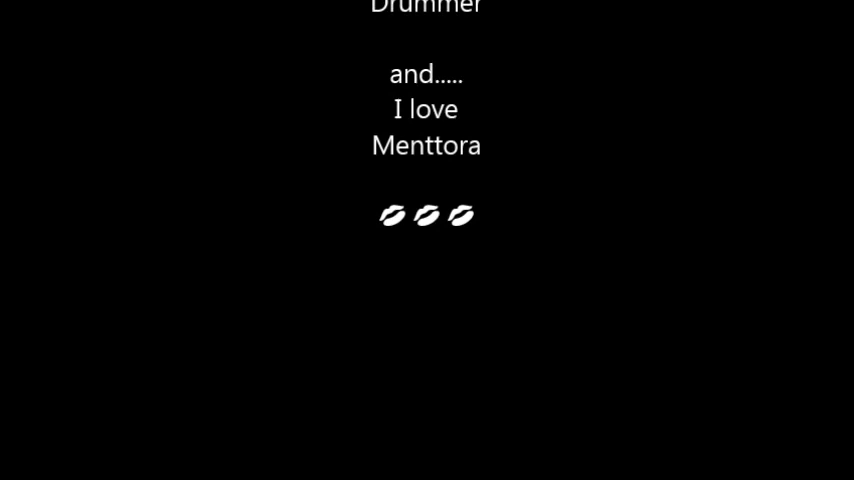 Drummer
and.....
I love
Menttora
💋💋💋